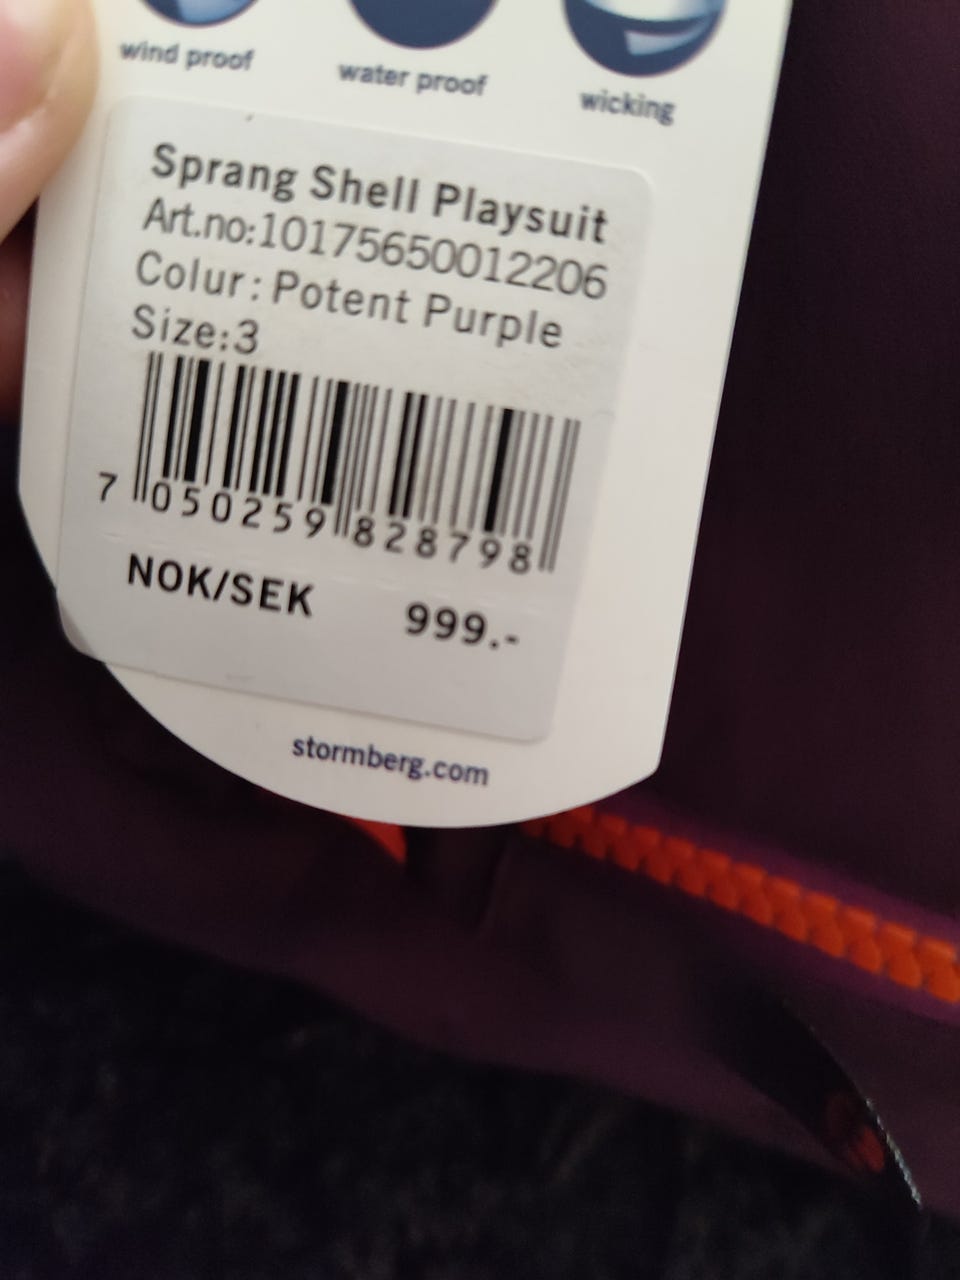 wind proof
water proof
wicking
Sprang Shell Playsuit
Art.no:10175650012206
Colur: Potent Purple
Size:3
7 050259 828798
NOK/SEK 999.-
stormberg.com